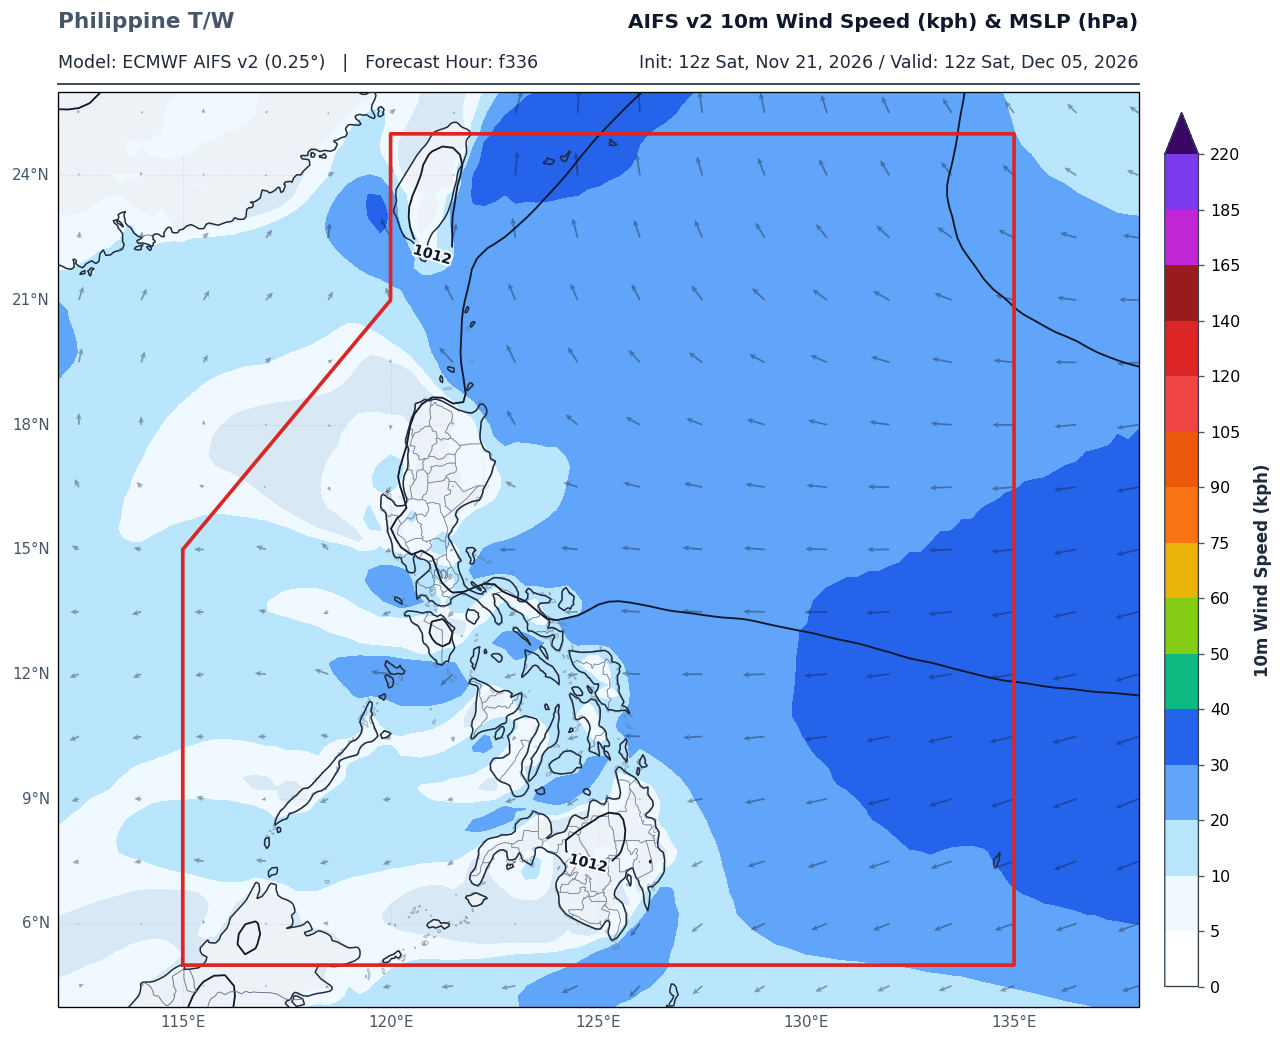 Philippine T/W
AIFS v2 10m Wind Speed (kph) & MSLP (hPa)
Model: ECMWF AIFS v2 (0.25°) | Forecast Hour: f336
Init: 12z Sat, Nov 21, 2026 / Valid: 12z Sat, Dec 05, 2026
24°N
21°N
18°N
15°N
12°N
9°N
6°N
115°E
120°E
125°E
130°E
135°E
1012
1012
220
185
165
140
120
105
90
75
60
50
40
30
20
10
5
0
10m Wind Speed (kph)